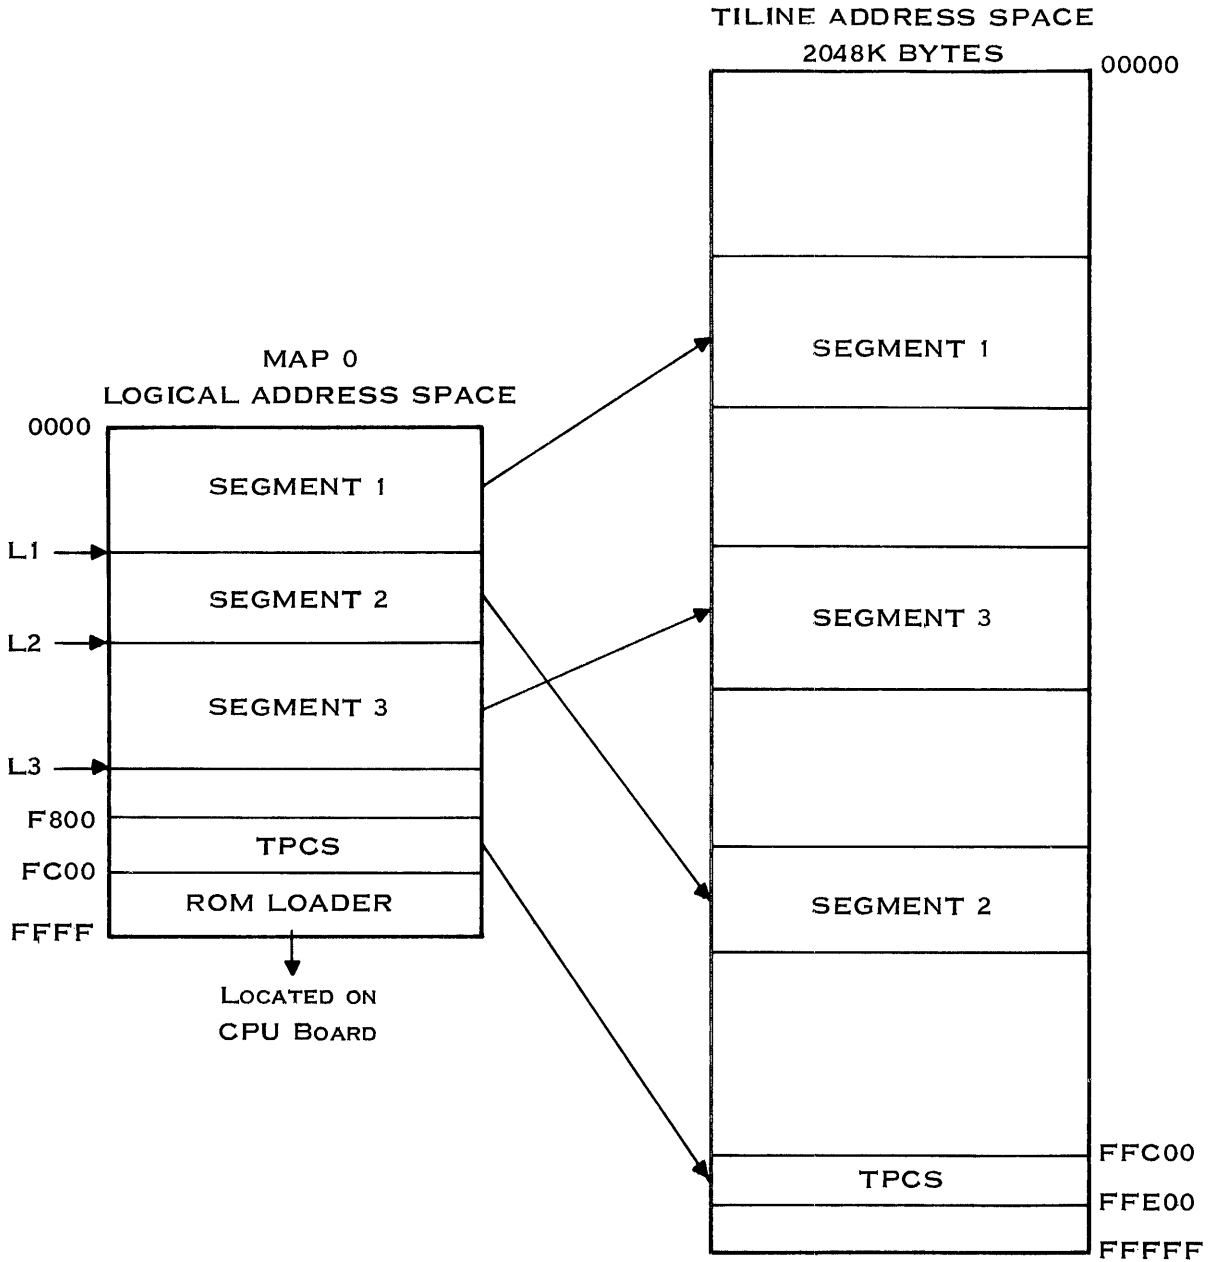 TILINE ADDRESS SPACE
2048K BYTES
00000
SEGMENT 1
MAP 0
LOGICAL ADDRESS SPACE
0000
SEGMENT 1
L1
SEGMENT 2
L2
SEGMENT 3
SEGMENT 3
L3
F800
TPCS
FC00
ROM LOADER
FFFF
SEGMENT 2
LOCATED ON
CPU BOARD
FFC00
TPCS
FFE00
FFFFF